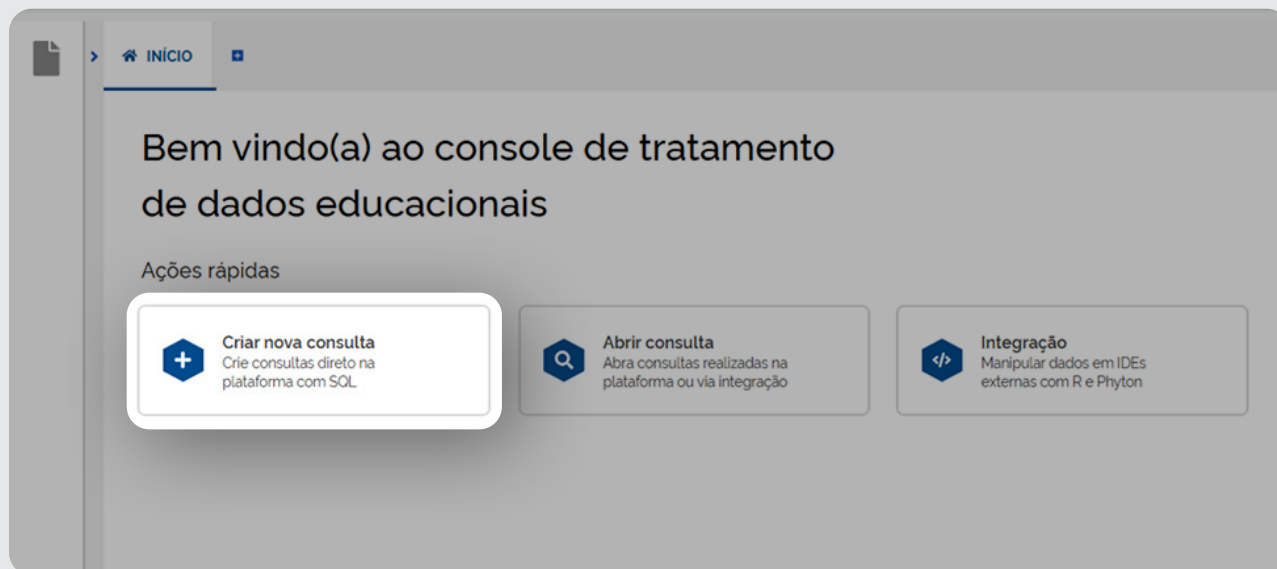 INÍCIO
Bem vindo(a) ao console de tratamento
de dados educacionais
Ações rápidas
Criar nova consulta
Crie consultas direto na
plataforma com SQL
Abrir consulta
Abra consultas realizadas na
plataforma ou via integração
Integração
Manipular dados em IDEs
externas com R e Phyton